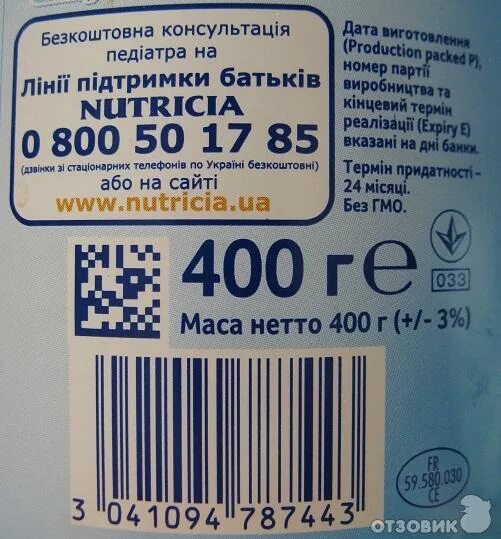 Безкоштовна консультація
педіатра на
Лінії підтримки батьків
NUTRICIA
0 800 50 17 85
(дзвінки зі стаціонарних телефонів по Україні безкоштовні)
або на сайті
www.nutricia.ua
Дата виготовлення
(Production packed P),
номер партії
виробництва та
кінцевий термін
реалізації (Expiry E)
вказані на дні банки.
Термін придатності –
24 місяці.
Без ГМО.
033
400 г℮
Маса нетто 400 г (+/- 3%)
3 041094 787443
FR
59.580.030
CE
ОТЗОВИК